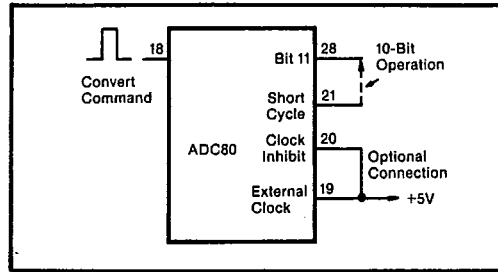 18
Convert
Command
ADC80
Bit 11
28
10-Bit
Operation
Short
Cycle
21
Clock
Inhibit
20
Optional
Connection
External
Clock
19
+5V